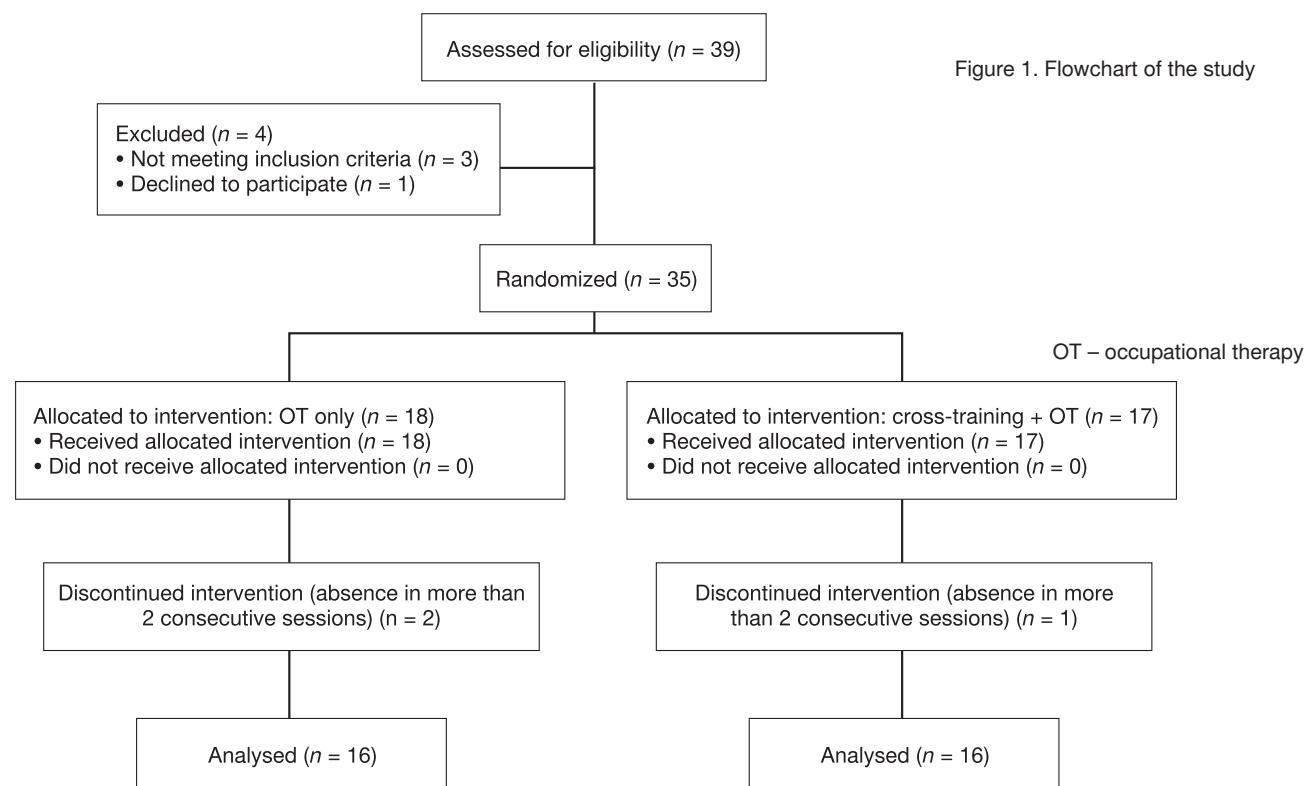 Assessed for eligibility (n = 39)
Figure 1. Flowchart of the study
Excluded (n = 4)
• Not meeting inclusion criteria (n = 3)
• Declined to participate (n = 1)
Randomized (n = 35)
OT – occupational therapy
Allocated to intervention: OT only (n = 18)
• Received allocated intervention (n = 18)
• Did not receive allocated intervention (n = 0)
Allocated to intervention: cross-training + OT (n = 17)
• Received allocated intervention (n = 17)
• Did not receive allocated intervention (n = 0)
Discontinued intervention (absence in more than
2 consecutive sessions) (n = 2)
Discontinued intervention (absence in more
than 2 consecutive sessions) (n = 1)
Analysed (n = 16)
Analysed (n = 16)